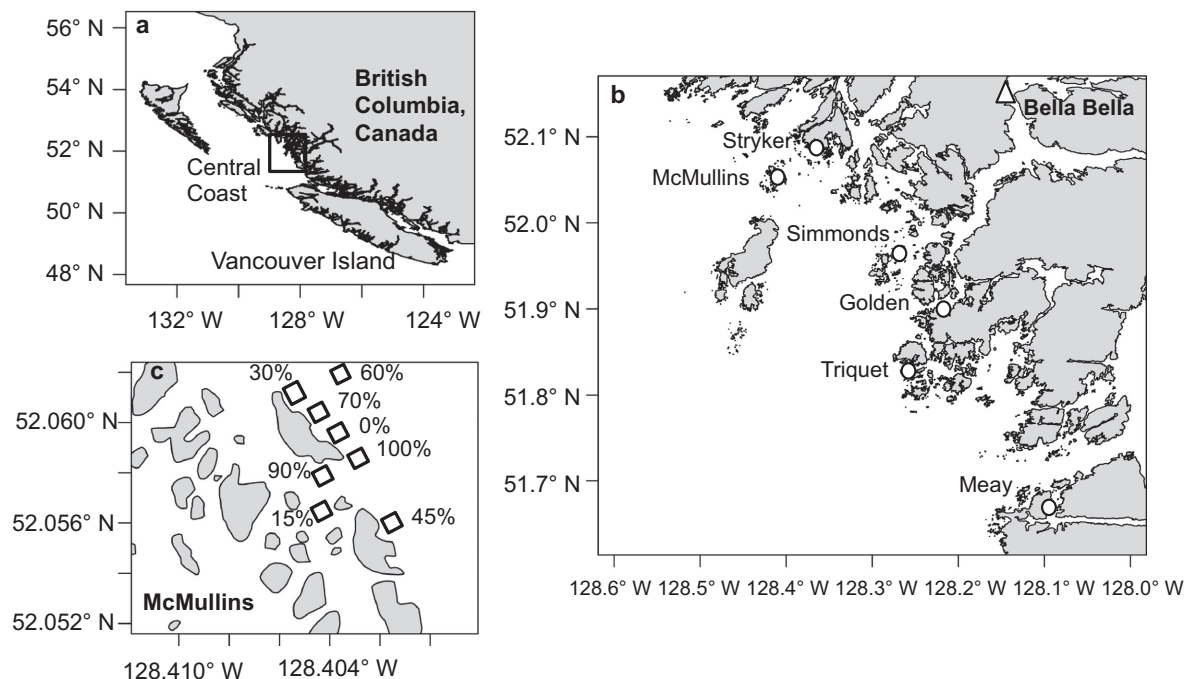 a
56° N
54° N
52° N
50° N
48° N
British
Columbia,
Canada
Central
Coast
Vancouver Island
132° W
128° W
124° W
b
Bella Bella
Stryker
McMullins
Simmonds
Golden
Triquet
Meay
52.1° N
52.0° N
51.9° N
51.8° N
51.7° N
128.6° W 128.5° W 128.4° W 128.3° W 128.2° W 128.1° W 128.0° W
c
30%
60%
70%
0%
100%
90%
15%
45%
McMullins
52.060° N
52.056° N
52.052° N
128.410° W
128.404° W